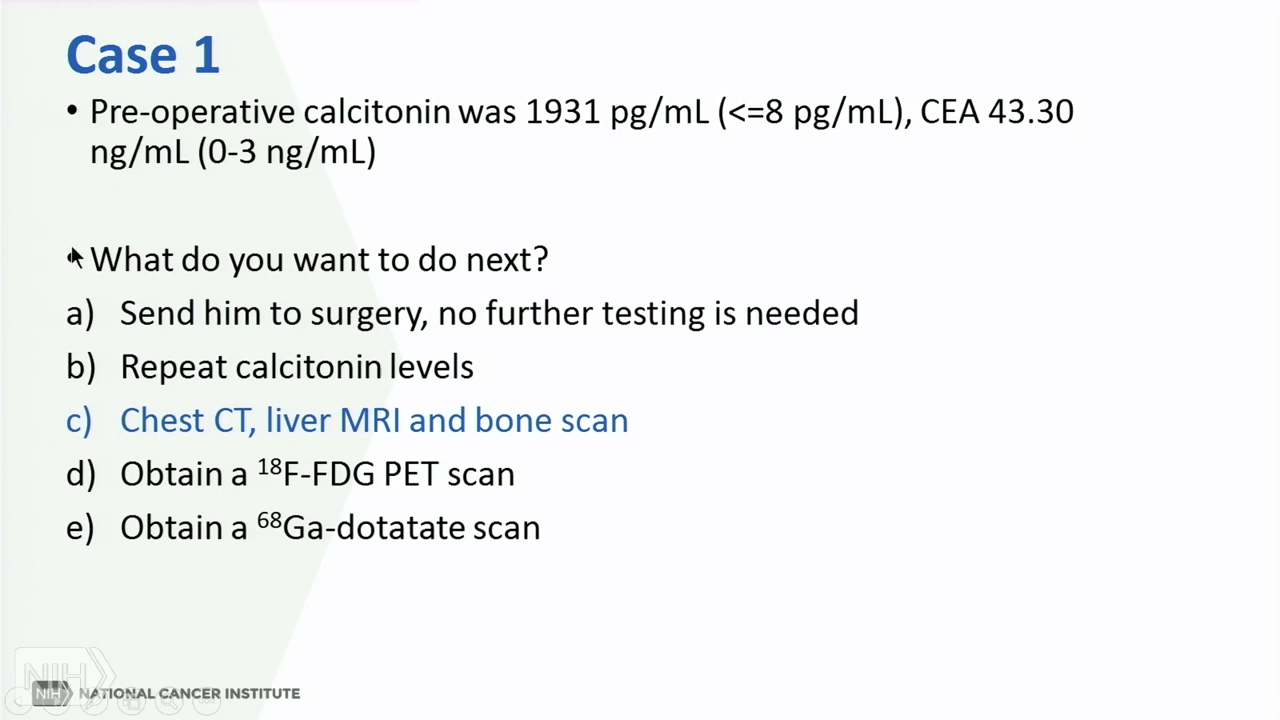 Case 1
• Pre-operative calcitonin was 1931 pg/mL (<=8 pg/mL), CEA 43.30
ng/mL (0-3 ng/mL)
What do you want to do next?
a) Send him to surgery, no further testing is needed
b) Repeat calcitonin levels
c) Chest CT, liver MRI and bone scan
d) Obtain a ¹⁸F-FDG PET scan
e) Obtain a ⁶⁸Ga-dotatate scan
NIH
NIH NATIONAL CANCER INSTITUTE